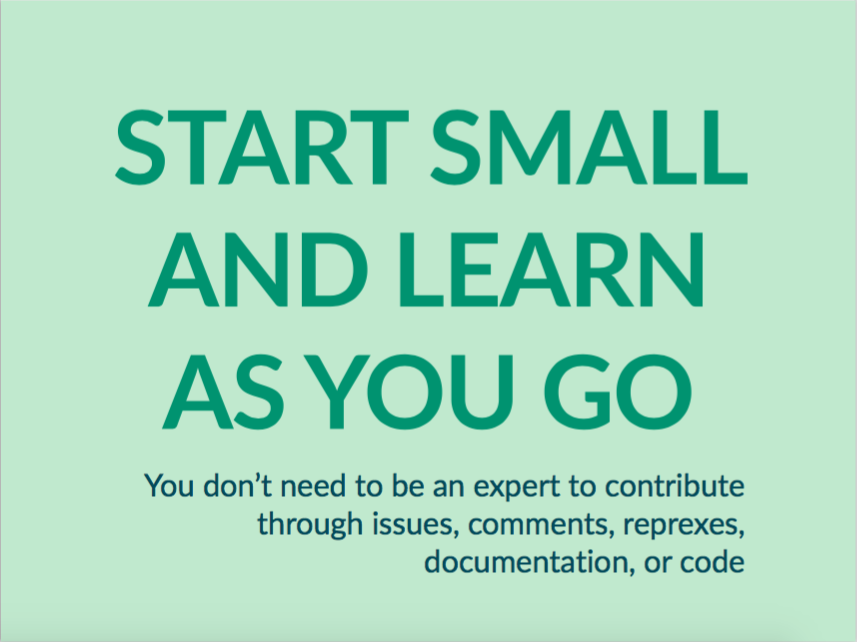 START SMALL
AND LEARN
AS YOU GO
You don’t need to be an expert to contribute
through issues, comments, reprexes,
documentation, or code